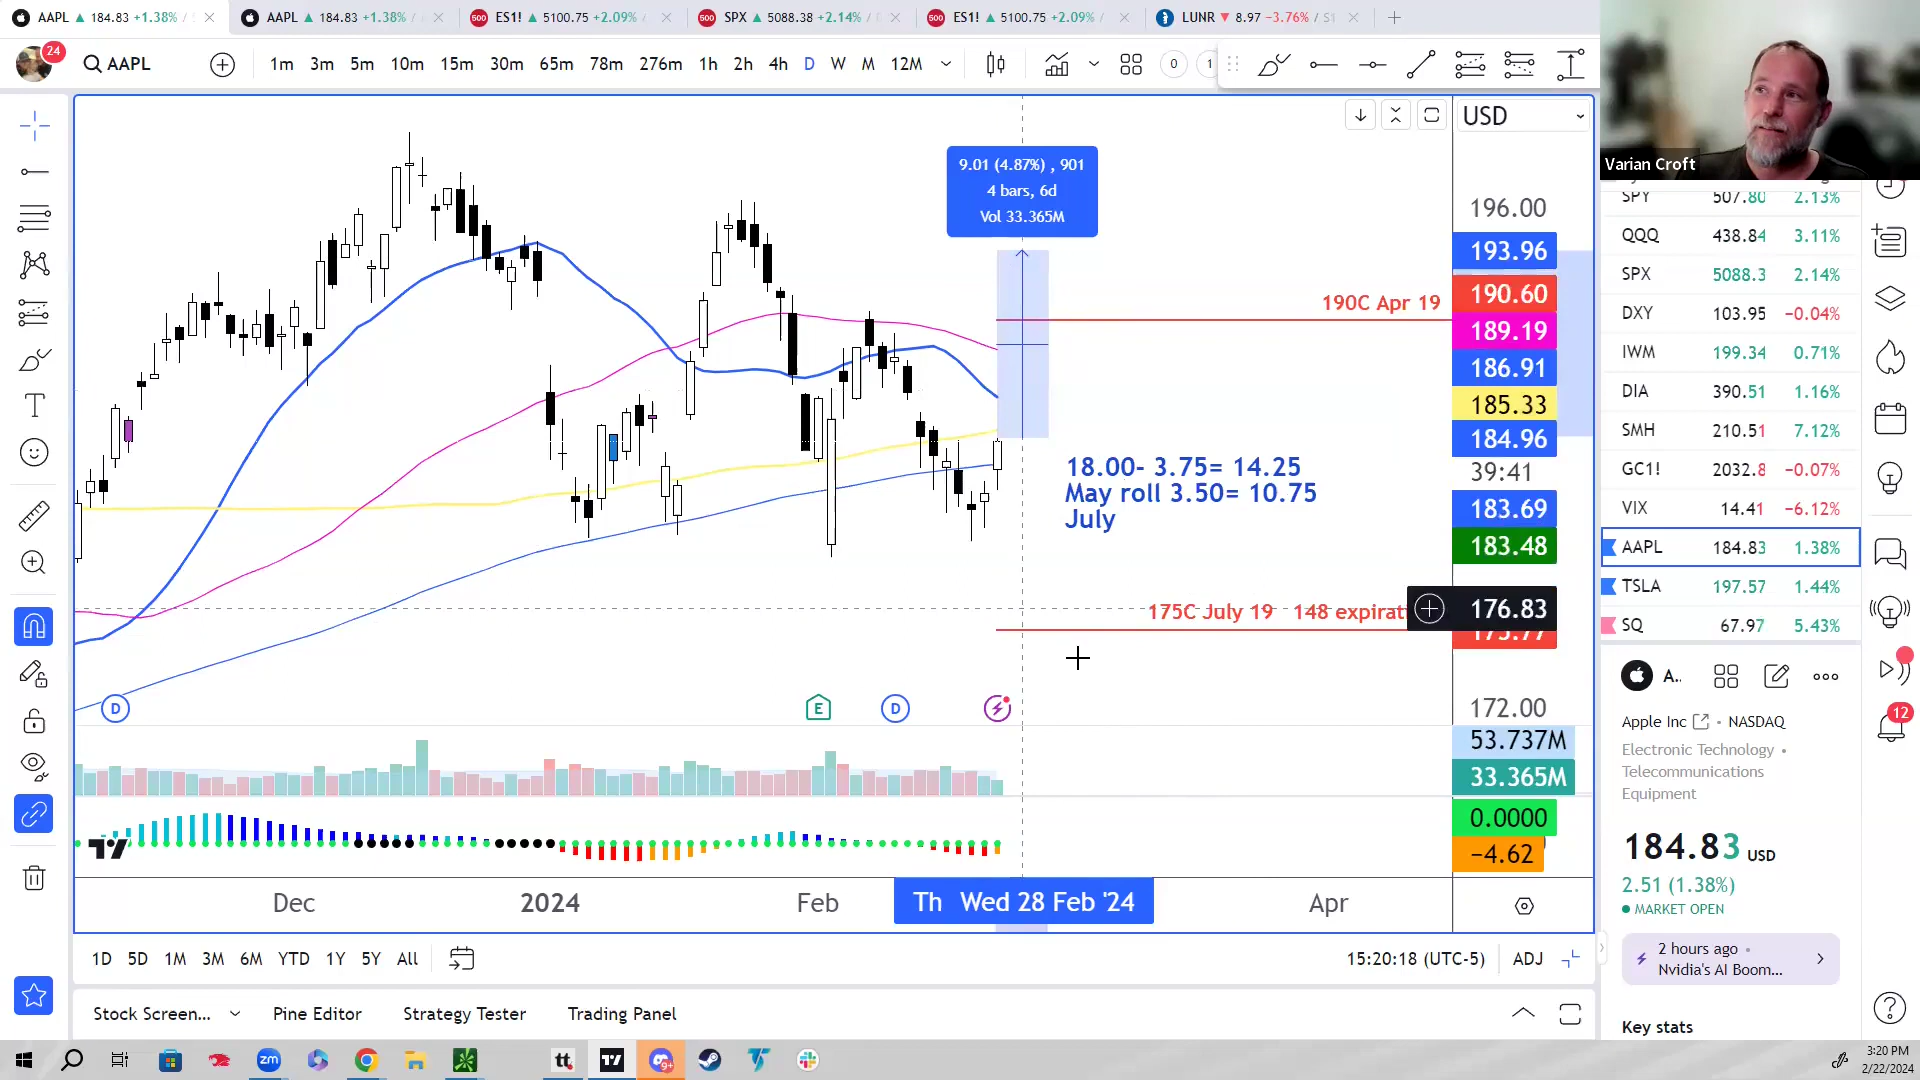 AAPL ▲ 184.83 +1.38% /
AAPL ▲ 184.83 +1.38% /
500 ES1! ▲ 5100.75 +2.09% /
500 SPX ▲ 5088.38 +2.14% /
500 ES1! ▲ 5100.75 +2.09% /
LUNR ▼ 8.97 −3.76% /
24
AAPL
1m 3m 5m 10m 15m 30m 65m 78m 276m 1h 2h 4h D W M 12M
0
1
Varian Croft
USD
9.01 (4.87%) , 901
4 bars, 6d
Vol 33.365M
196.00
193.96
190.60
189.19
186.91
185.33
184.96
39:41
183.69
183.48
176.83
172.00
53.737M
33.365M
0.0000
−4.62
190C Apr 19
18.00- 3.75= 14.25
May roll 3.50= 10.75
July
175C July 19 148 expirati
D
E
D
Dec
2024
Feb
Th
Wed 28 Feb '24
Apr
1D 5D 1M 3M 6M YTD 1Y 5Y All
15:20:18 (UTC-5)
ADJ
Stock Screen...
Pine Editor
Strategy Tester
Trading Panel
SPY 507.80 2.13%
QQQ 438.84 3.11%
SPX 5088.3 2.14%
DXY 103.95 −0.04%
IWM 199.34 0.71%
DIA 390.51 1.16%
SMH 210.51 7.12%
GC1! 2032.8 −0.07%
VIX 14.41 −6.12%
AAPL 184.83 1.38%
TSLA 197.57 1.44%
SQ 67.97 5.43%
A..
Apple Inc • NASDAQ
Electronic Technology •
Telecommunications
Equipment
184.83 USD
2.51 (1.38%)
MARKET OPEN
2 hours ago •
Nvidia's AI Boom...
Key stats
12
zm
tt
9+
3:20 PM
2/22/2024